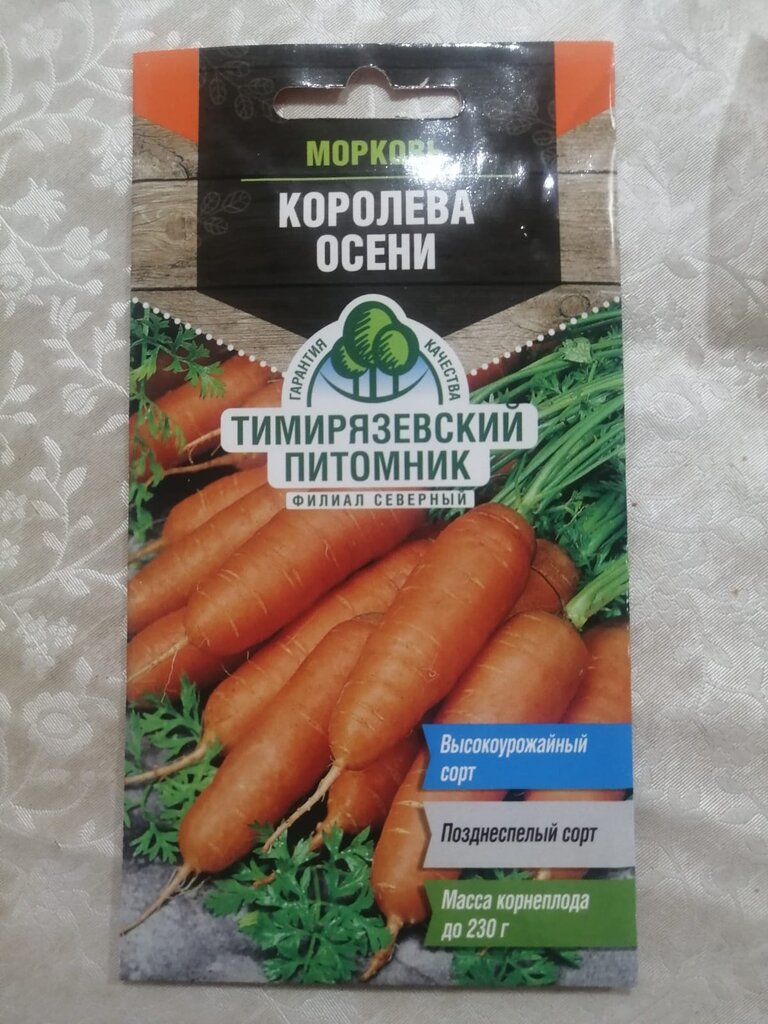 МОРКОВЬ
КОРОЛЕВА
ОСЕНИ
ГАРАНТИЯ КАЧЕСТВА
ТИМИРЯЗЕВСКИЙ
ПИТОМНИК
ФИЛИАЛ СЕВЕРНЫЙ
Высокоурожайный
сорт
Позднеспелый сорт
Масса корнеплода
до 230 г